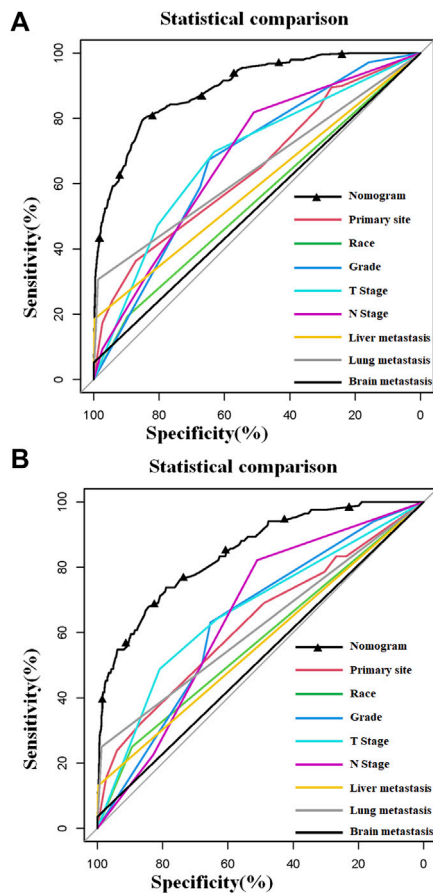 A
Statistical comparison
Sensitivity(%)
100
80
60
40
20
0
Nomogram
Primary site
Race
Grade
T Stage
N Stage
Liver metastasis
Lung metastasis
Brain metastasis
100 80 60 40 20 0
Specificity(%)
B
Statistical comparison
Sensitivity(%)
100
80
60
40
20
0
Nomogram
Primary site
Race
Grade
T Stage
N Stage
Liver metastasis
Lung metastasis
Brain metastasis
100 80 60 40 20 0
Specificity(%)